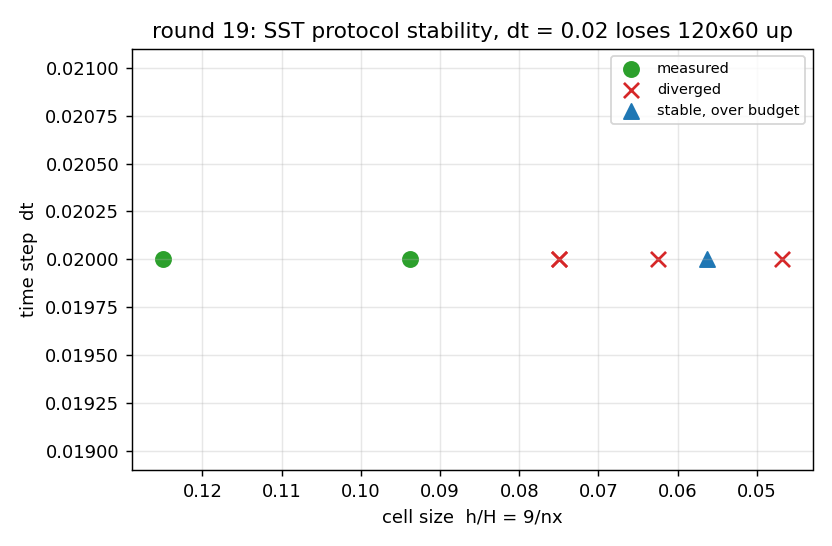 round 19: SST protocol stability, dt = 0.02 loses 120x60 up
measured
diverged
stable, over budget
time step  dt
0.02100
0.02075
0.02050
0.02025
0.02000
0.01975
0.01950
0.01925
0.01900
0.12 0.11 0.10 0.09 0.08 0.07 0.06 0.05
cell size  h/H = 9/nx